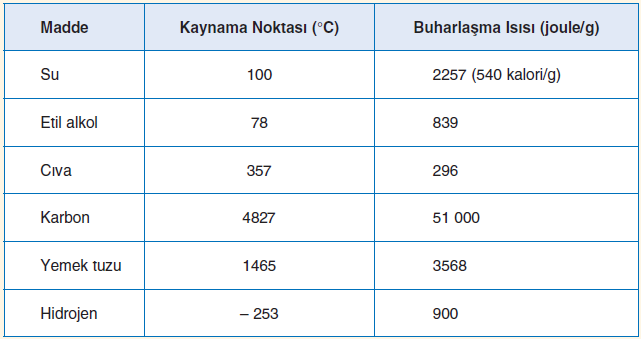 Madde Kaynama Noktası (°C) Buharlaşma Isısı (joule/g)
Su 100 2257 (540 kalori/g)
Etil alkol 78 839
Cıva 357 296
Karbon 4827 51 000
Yemek tuzu 1465 3568
Hidrojen – 253 900